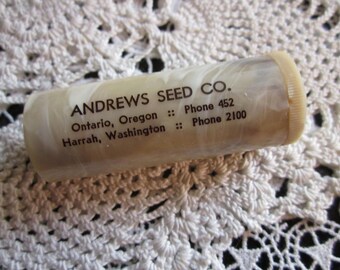 ANDREWS SEED CO.
Ontario, Oregon :: Phone 452
Harrah, Washington :: Phone 2100